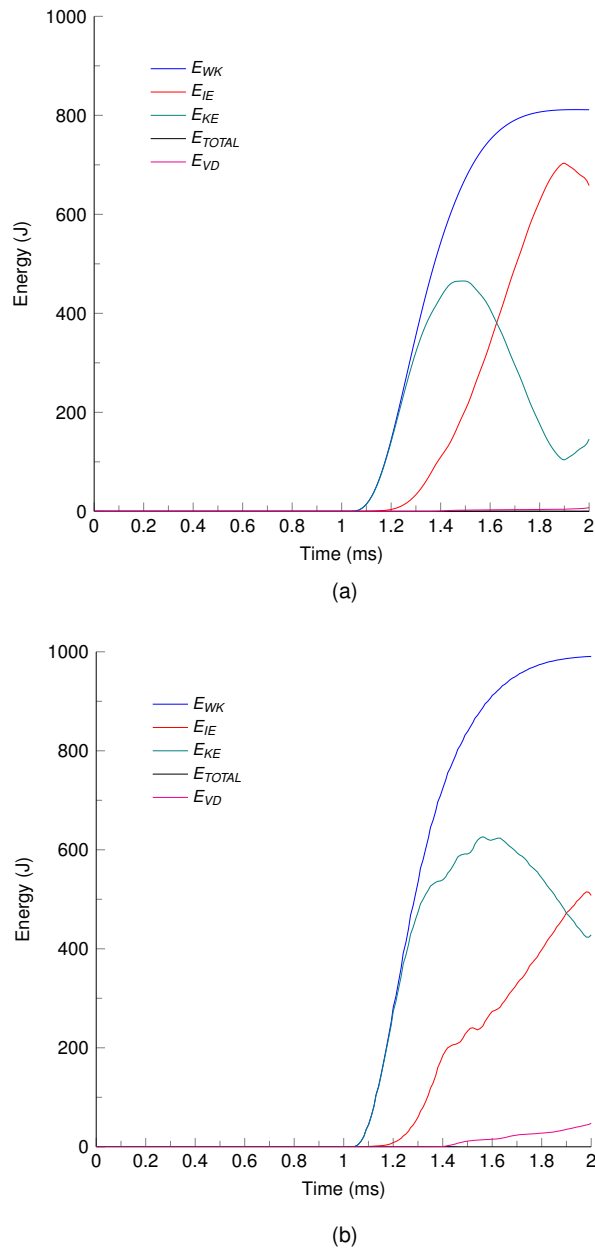 1000
800
600
400
200
0
Energy (J)
E_WK
E_IE
E_KE
E_TOTAL
E_VD
0 0.2 0.4 0.6 0.8 1 1.2 1.4 1.6 1.8 2
Time (ms)
(a)
1000
800
600
400
200
0
Energy (J)
E_WK
E_IE
E_KE
E_TOTAL
E_VD
0 0.2 0.4 0.6 0.8 1 1.2 1.4 1.6 1.8 2
Time (ms)
(b)